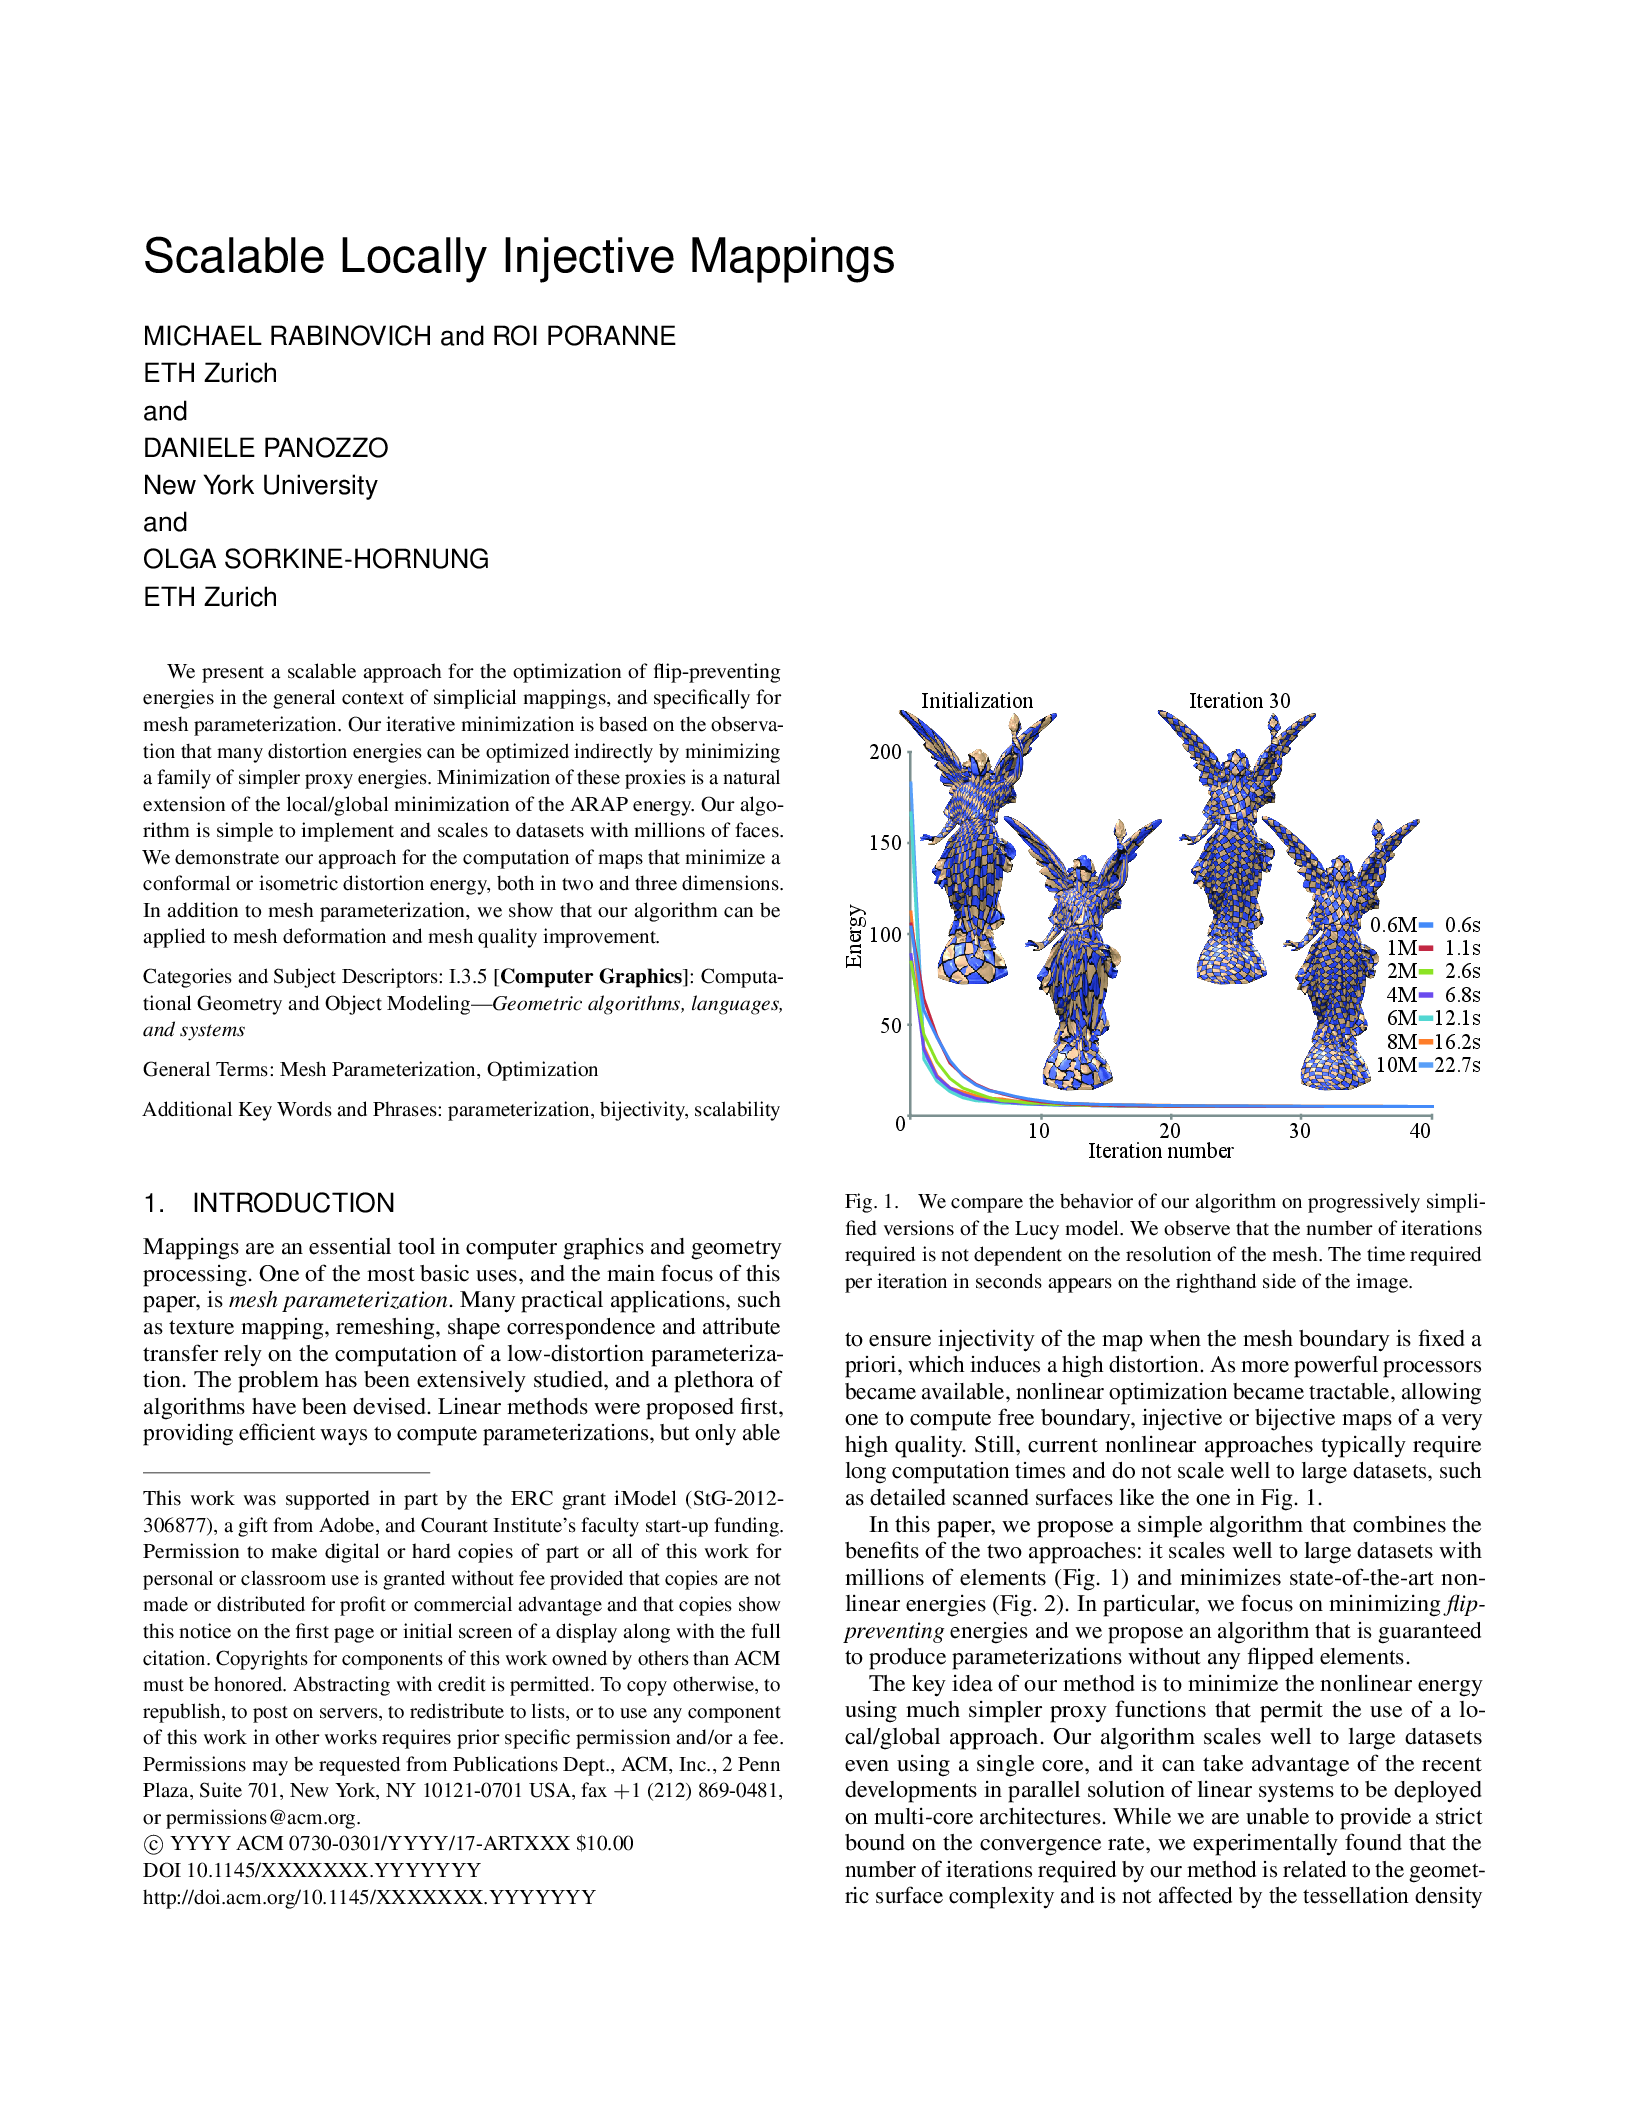 Scalable Locally Injective Mappings
MICHAEL RABINOVICH and ROI PORANNE
ETH Zurich
and
DANIELE PANOZZO
New York University
and
OLGA SORKINE-HORNUNG
ETH Zurich
We present a scalable approach for the optimization of flip-preventing
energies in the general context of simplicial mappings, and specifically for
mesh parameterization. Our iterative minimization is based on the observa-
tion that many distortion energies can be optimized indirectly by minimizing
a family of simpler proxy energies. Minimization of these proxies is a natural
extension of the local/global minimization of the ARAP energy. Our algo-
rithm is simple to implement and scales to datasets with millions of faces.
We demonstrate our approach for the computation of maps that minimize a
conformal or isometric distortion energy, both in two and three dimensions.
In addition to mesh parameterization, we show that our algorithm can be
applied to mesh deformation and mesh quality improvement.
Categories and Subject Descriptors: I.3.5 [Computer Graphics]: Computa-
tional Geometry and Object Modeling—Geometric algorithms, languages,
and systems
General Terms: Mesh Parameterization, Optimization
Additional Key Words and Phrases: parameterization, bijectivity, scalability
1. INTRODUCTION
Mappings are an essential tool in computer graphics and geometry
processing. One of the most basic uses, and the main focus of this
paper, is mesh parameterization. Many practical applications, such
as texture mapping, remeshing, shape correspondence and attribute
transfer rely on the computation of a low-distortion parameteriza-
tion. The problem has been extensively studied, and a plethora of
algorithms have been devised. Linear methods were proposed first,
providing efficient ways to compute parameterizations, but only able
This work was supported in part by the ERC grant iModel (StG-2012-
306877), a gift from Adobe, and Courant Institute's faculty start-up funding.
Permission to make digital or hard copies of part or all of this work for
personal or classroom use is granted without fee provided that copies are not
made or distributed for profit or commercial advantage and that copies show
this notice on the first page or initial screen of a display along with the full
citation. Copyrights for components of this work owned by others than ACM
must be honored. Abstracting with credit is permitted. To copy otherwise, to
republish, to post on servers, to redistribute to lists, or to use any component
of this work in other works requires prior specific permission and/or a fee.
Permissions may be requested from Publications Dept., ACM, Inc., 2 Penn
Plaza, Suite 701, New York, NY 10121-0701 USA, fax +1 (212) 869-0481,
or permissions@acm.org.
© YYYY ACM 0730-0301/YYYY/17-ARTXXX $10.00
DOI 10.1145/XXXXXXX.YYYYYYY
http://doi.acm.org/10.1145/XXXXXXX.YYYYYYY
Initialization
Iteration 30
200
150
100
50
0
Energy
0.6M 0.6s
1M 1.1s
2M 2.6s
4M 6.8s
6M 12.1s
8M 16.2s
10M 22.7s
10
20
30
40
Iteration number
Fig. 1. We compare the behavior of our algorithm on progressively simpli-
fied versions of the Lucy model. We observe that the number of iterations
required is not dependent on the resolution of the mesh. The time required
per iteration in seconds appears on the righthand side of the image.
to ensure injectivity of the map when the mesh boundary is fixed a
priori, which induces a high distortion. As more powerful processors
became available, nonlinear optimization became tractable, allowing
one to compute free boundary, injective or bijective maps of a very
high quality. Still, current nonlinear approaches typically require
long computation times and do not scale well to large datasets, such
as detailed scanned surfaces like the one in Fig. 1.
In this paper, we propose a simple algorithm that combines the
benefits of the two approaches: it scales well to large datasets with
millions of elements (Fig. 1) and minimizes state-of-the-art non-
linear energies (Fig. 2). In particular, we focus on minimizing flip-
preventing energies and we propose an algorithm that is guaranteed
to produce parameterizations without any flipped elements.
The key idea of our method is to minimize the nonlinear energy
using much simpler proxy functions that permit the use of a lo-
cal/global approach. Our algorithm scales well to large datasets
even using a single core, and it can take advantage of the recent
developments in parallel solution of linear systems to be deployed
on multi-core architectures. While we are unable to provide a strict
bound on the convergence rate, we experimentally found that the
number of iterations required by our method is related to the geomet-
ric surface complexity and is not affected by the tessellation density